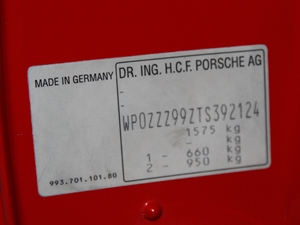 MADE IN GERMANY
DR. ING. H.C.F. PORSCHE AG
-
-
WP0ZZZ99ZTS392124
1575 kg
- kg
1 - 660 kg
2 - 950 kg
993.701.101.80